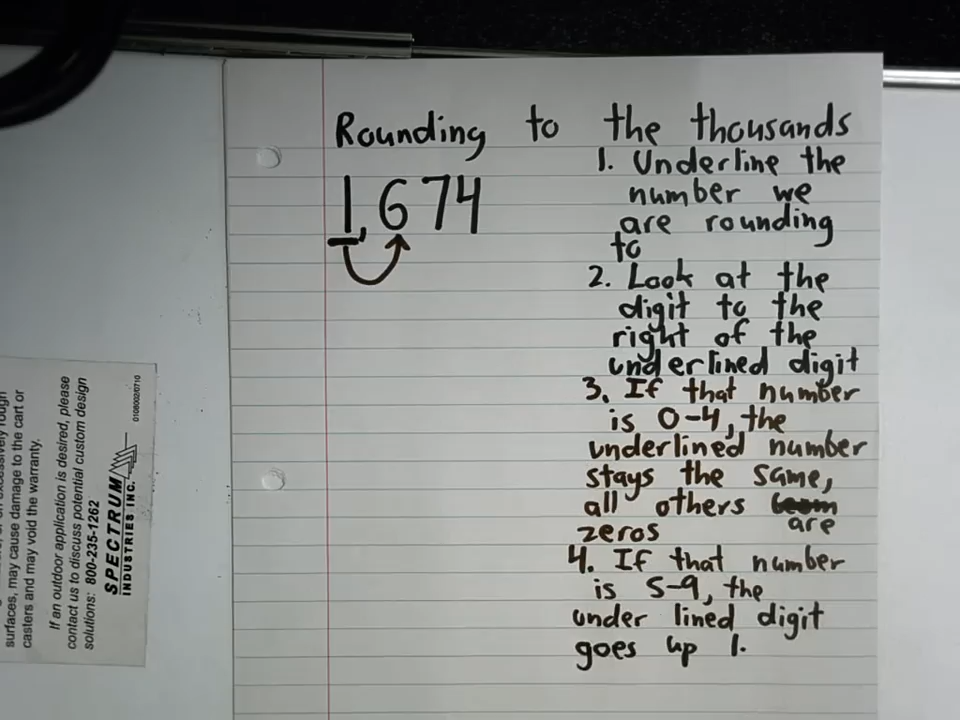 Rounding to the thousands
1,674
1. Underline the
number we
are rounding
to
2. Look at the
digit to the
right of the
underlined digit
3. If that number
is 0-4, the
underlined number
stays the same,
all others are
zeros
4. If that number
is 5-9, the
under lined digit
goes up 1.
surfaces, may cause damage to the cart or
casters and may void the warranty.
If an outdoor application is desired, please
contact us to discuss potential custom design
solutions: 800-235-1262
SPECTRUM
INDUSTRIES INC.